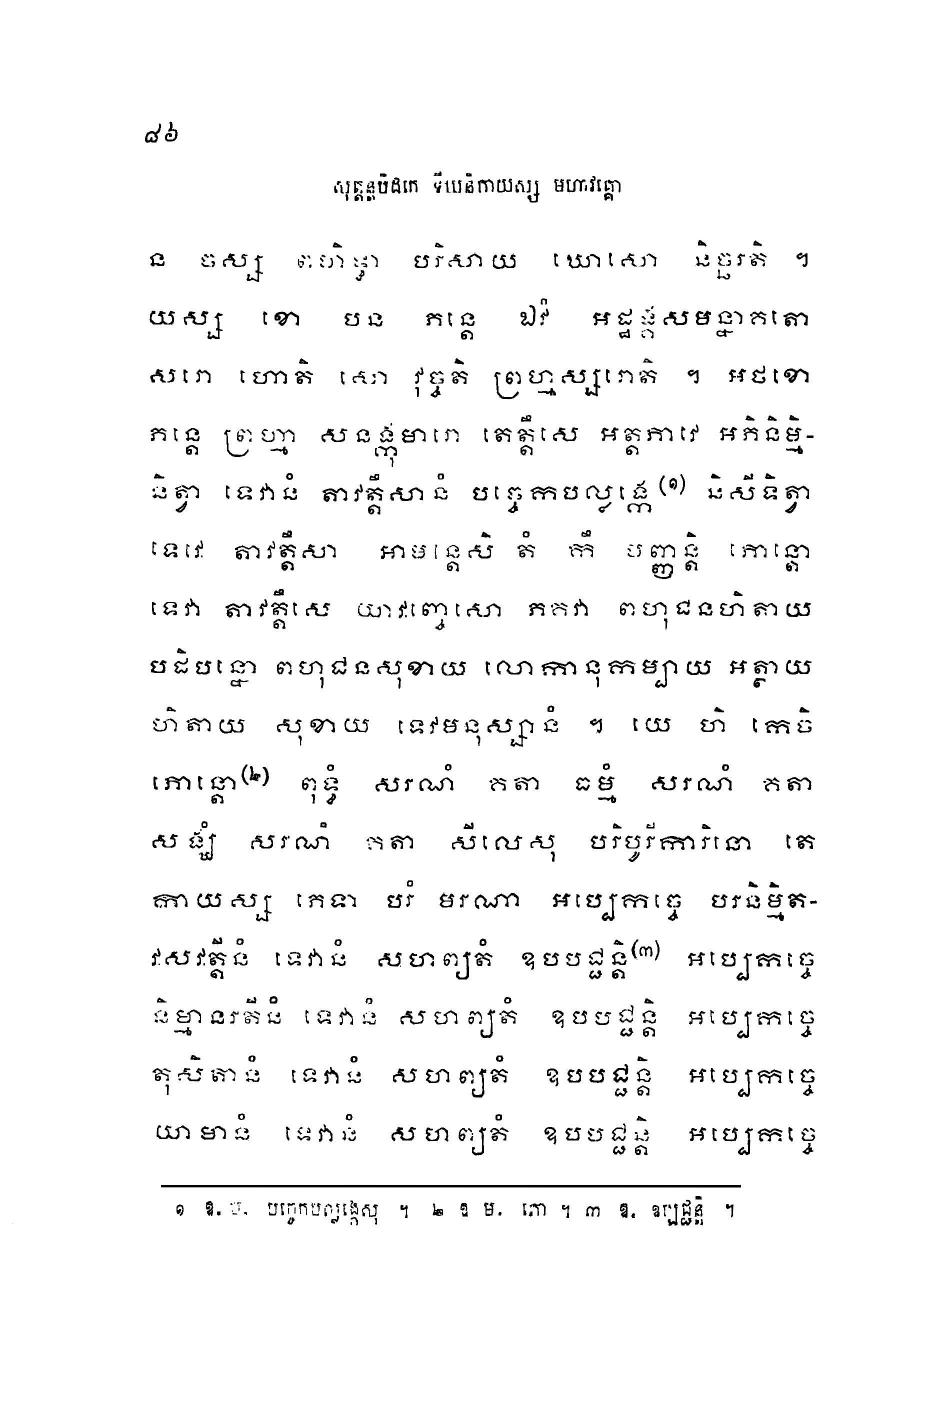 ៨៦
សុត្តន្តបិដកេ ទីឃនិកាយស្ស មហាវគ្គោ
ន ចស្ស ពហិទ្ធា បរិសាយ ឃោសោ និច្ឆរតិ ។
យស្ស ខោ បន ភន្តេ ឯវំ អដ្ឋង្គសមន្នាគតោ
សរោ ហោតិ សោ វុច្ចតិ ព្រហ្មស្សរោតិ ។ អថខោ
ភន្តេ ព្រហ្មា សនង្កុំមារោ តេត្តឹសេ អត្តភាវេ អភិនិម្មិ-
និត្វា ទេវានំ តាវតឹ្តសានំ បច្ចេកបល្លង្កេ(១) និសីទិត្វា
ទេវេ តាវតឹ្តសា អាមន្តេសិ តំ កឹ មញ្ញន្តិ ភោន្តោ
ទេវា តាវតឹ្តសេ យាវញ្ចេសោ ភគវា ពហុជនហិតាយ
បដិបន្នោ ពហុជនសុខាយ លោកានុកម្បាយ អត្ថាយ
ហិតាយ សុខាយ ទេវមនុស្សានំ ។ យេ ហិ កេចិ
ភោន្តោ(២) ពុទ្ធំ សរណំ គតា ធម្មំ សរណំ គតា
សង្ឃំ សរណំ គតា សីលេសុ បរិបូរីការិនោ តេ
កាយស្ស ភេទា បរំ មរណា អប្បេកច្ចេ បរនិម្មិត-
វសវត្តីនំ ទេវានំ សហព្យតំ ឧបបជ្ជន្តិ(៣) អប្បេកច្ចេ
និម្មានរតីនំ ទេវានំ សហព្យតំ ឧបបជ្ជន្តិ អប្បេកច្ចេ
តុសិតានំ ទេវានំ សហព្យតំ ឧបបជ្ជន្តិ អប្បេកច្ចេ
យាមានំ ទេវានំ សហព្យតំ ឧបបជ្ជន្តិ អប្បេកច្ចេ
១ ឱ. ម. បច្ចេកបល្លង្កេសុ ។ ២ ឱ ម. ភោ ។ ៣ ឱ.